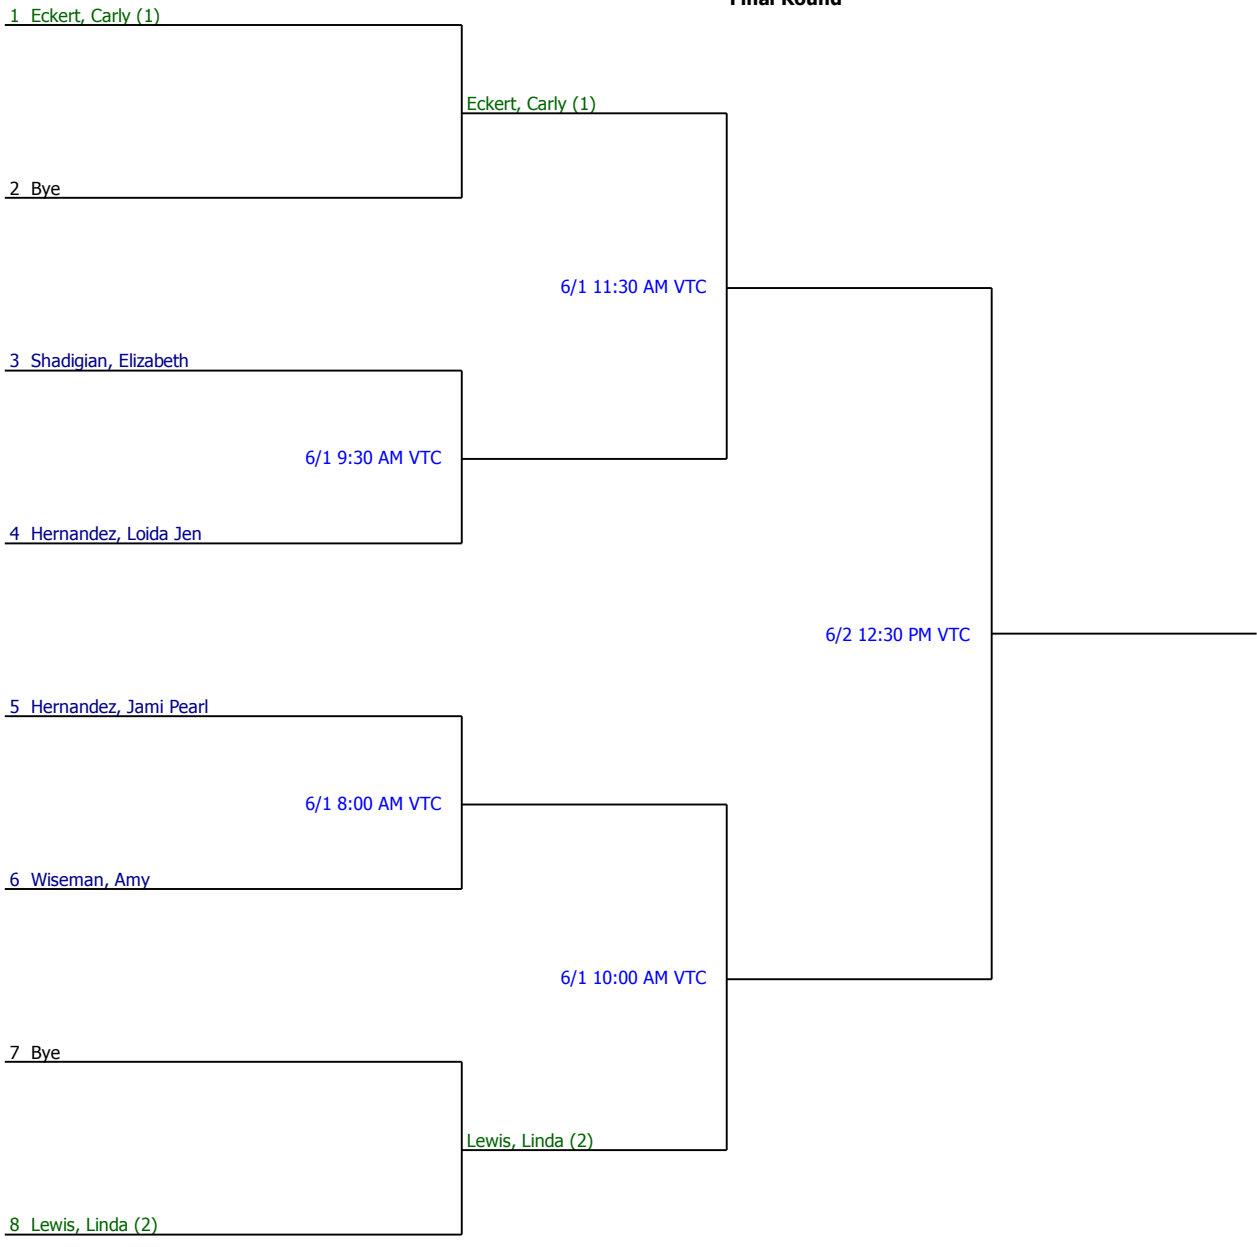 Final Round
1 Eckert, Carly (1)
Eckert, Carly (1)
2 Bye
6/1 11:30 AM VTC
3 Shadigian, Elizabeth
6/1 9:30 AM VTC
4 Hernandez, Loida Jen
6/2 12:30 PM VTC
5 Hernandez, Jami Pearl
6/1 8:00 AM VTC
6 Wiseman, Amy
6/1 10:00 AM VTC
7 Bye
Lewis, Linda (2)
8 Lewis, Linda (2)